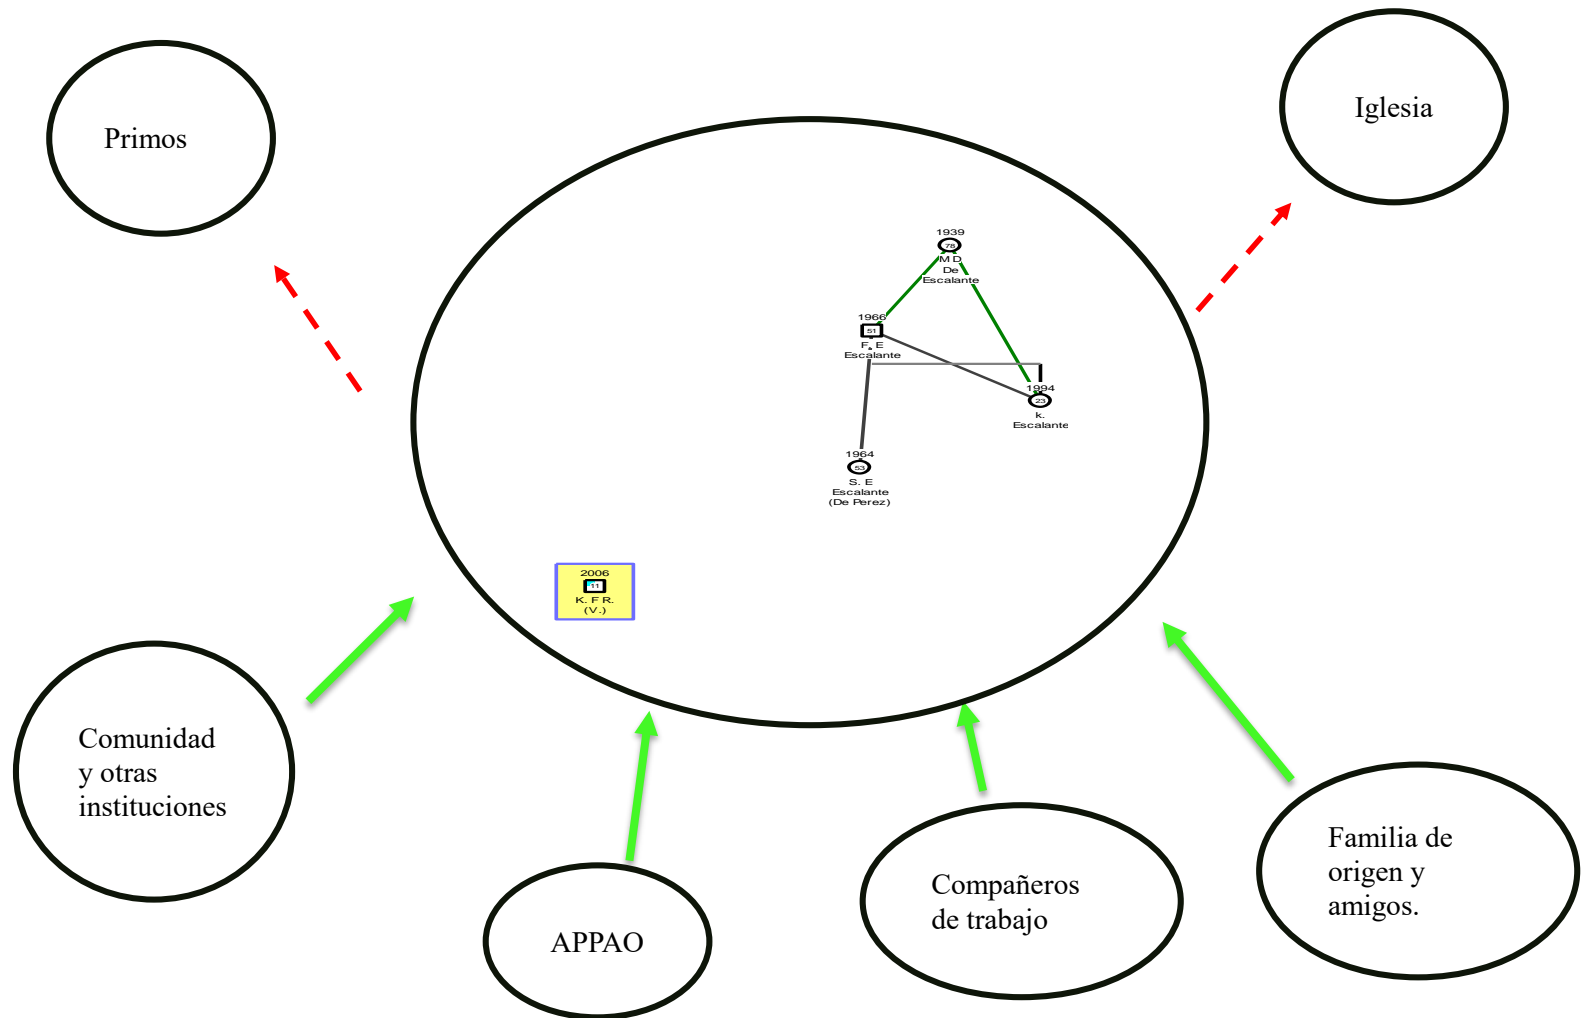 Primos
Iglesia
1939
78
M D.
De
Escalante
1966
51
F. E
Escalante
1994
23
k.
Escalante
1964
53
S. E
Escalante
(De Perez)
2006
11
K. F R.
(V.)
Comunidad
y otras
instituciones
APPAO
Compañeros
de trabajo
Familia de
origen y
amigos.